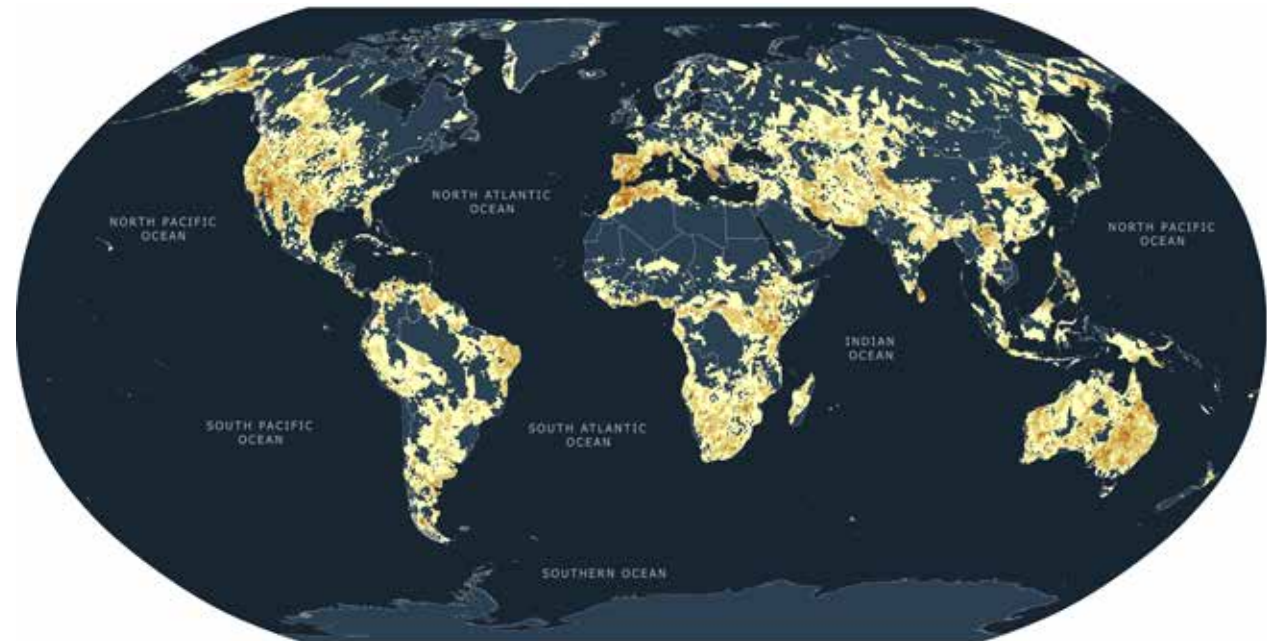 NORTH ATLANTIC
OCEAN
NORTH PACIFIC
OCEAN
NORTH PACIFIC
OCEAN
INDIAN
OCEAN
SOUTH PACIFIC
OCEAN
SOUTH ATLANTIC
OCEAN
SOUTHERN OCEAN